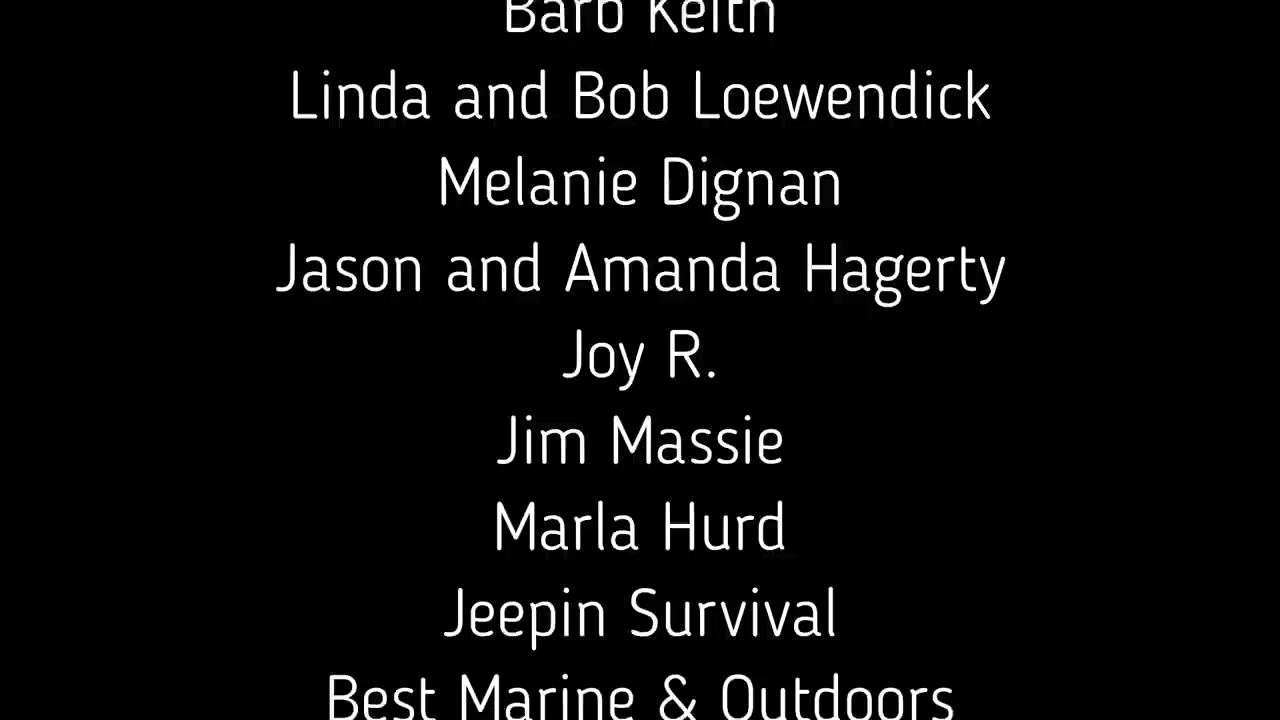 Barb Keith
Linda and Bob Loewendick
Melanie Dignan
Jason and Amanda Hagerty
Joy R.
Jim Massie
Marla Hurd
Jeepin Survival
Best Marine & Outdoors